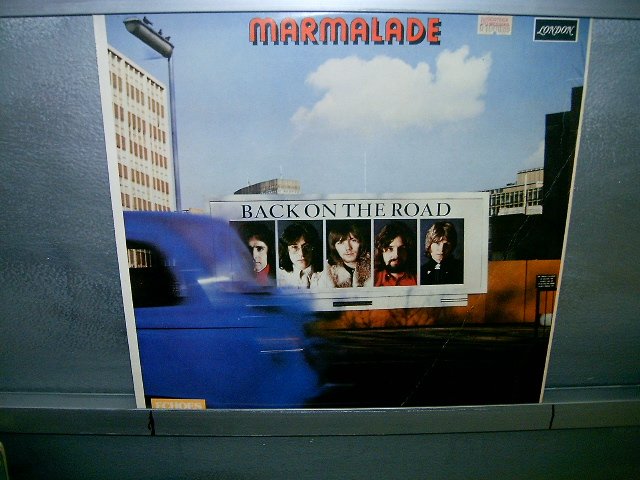 MARMALADE
LONDON
BACK ON THE ROAD
ECHOES